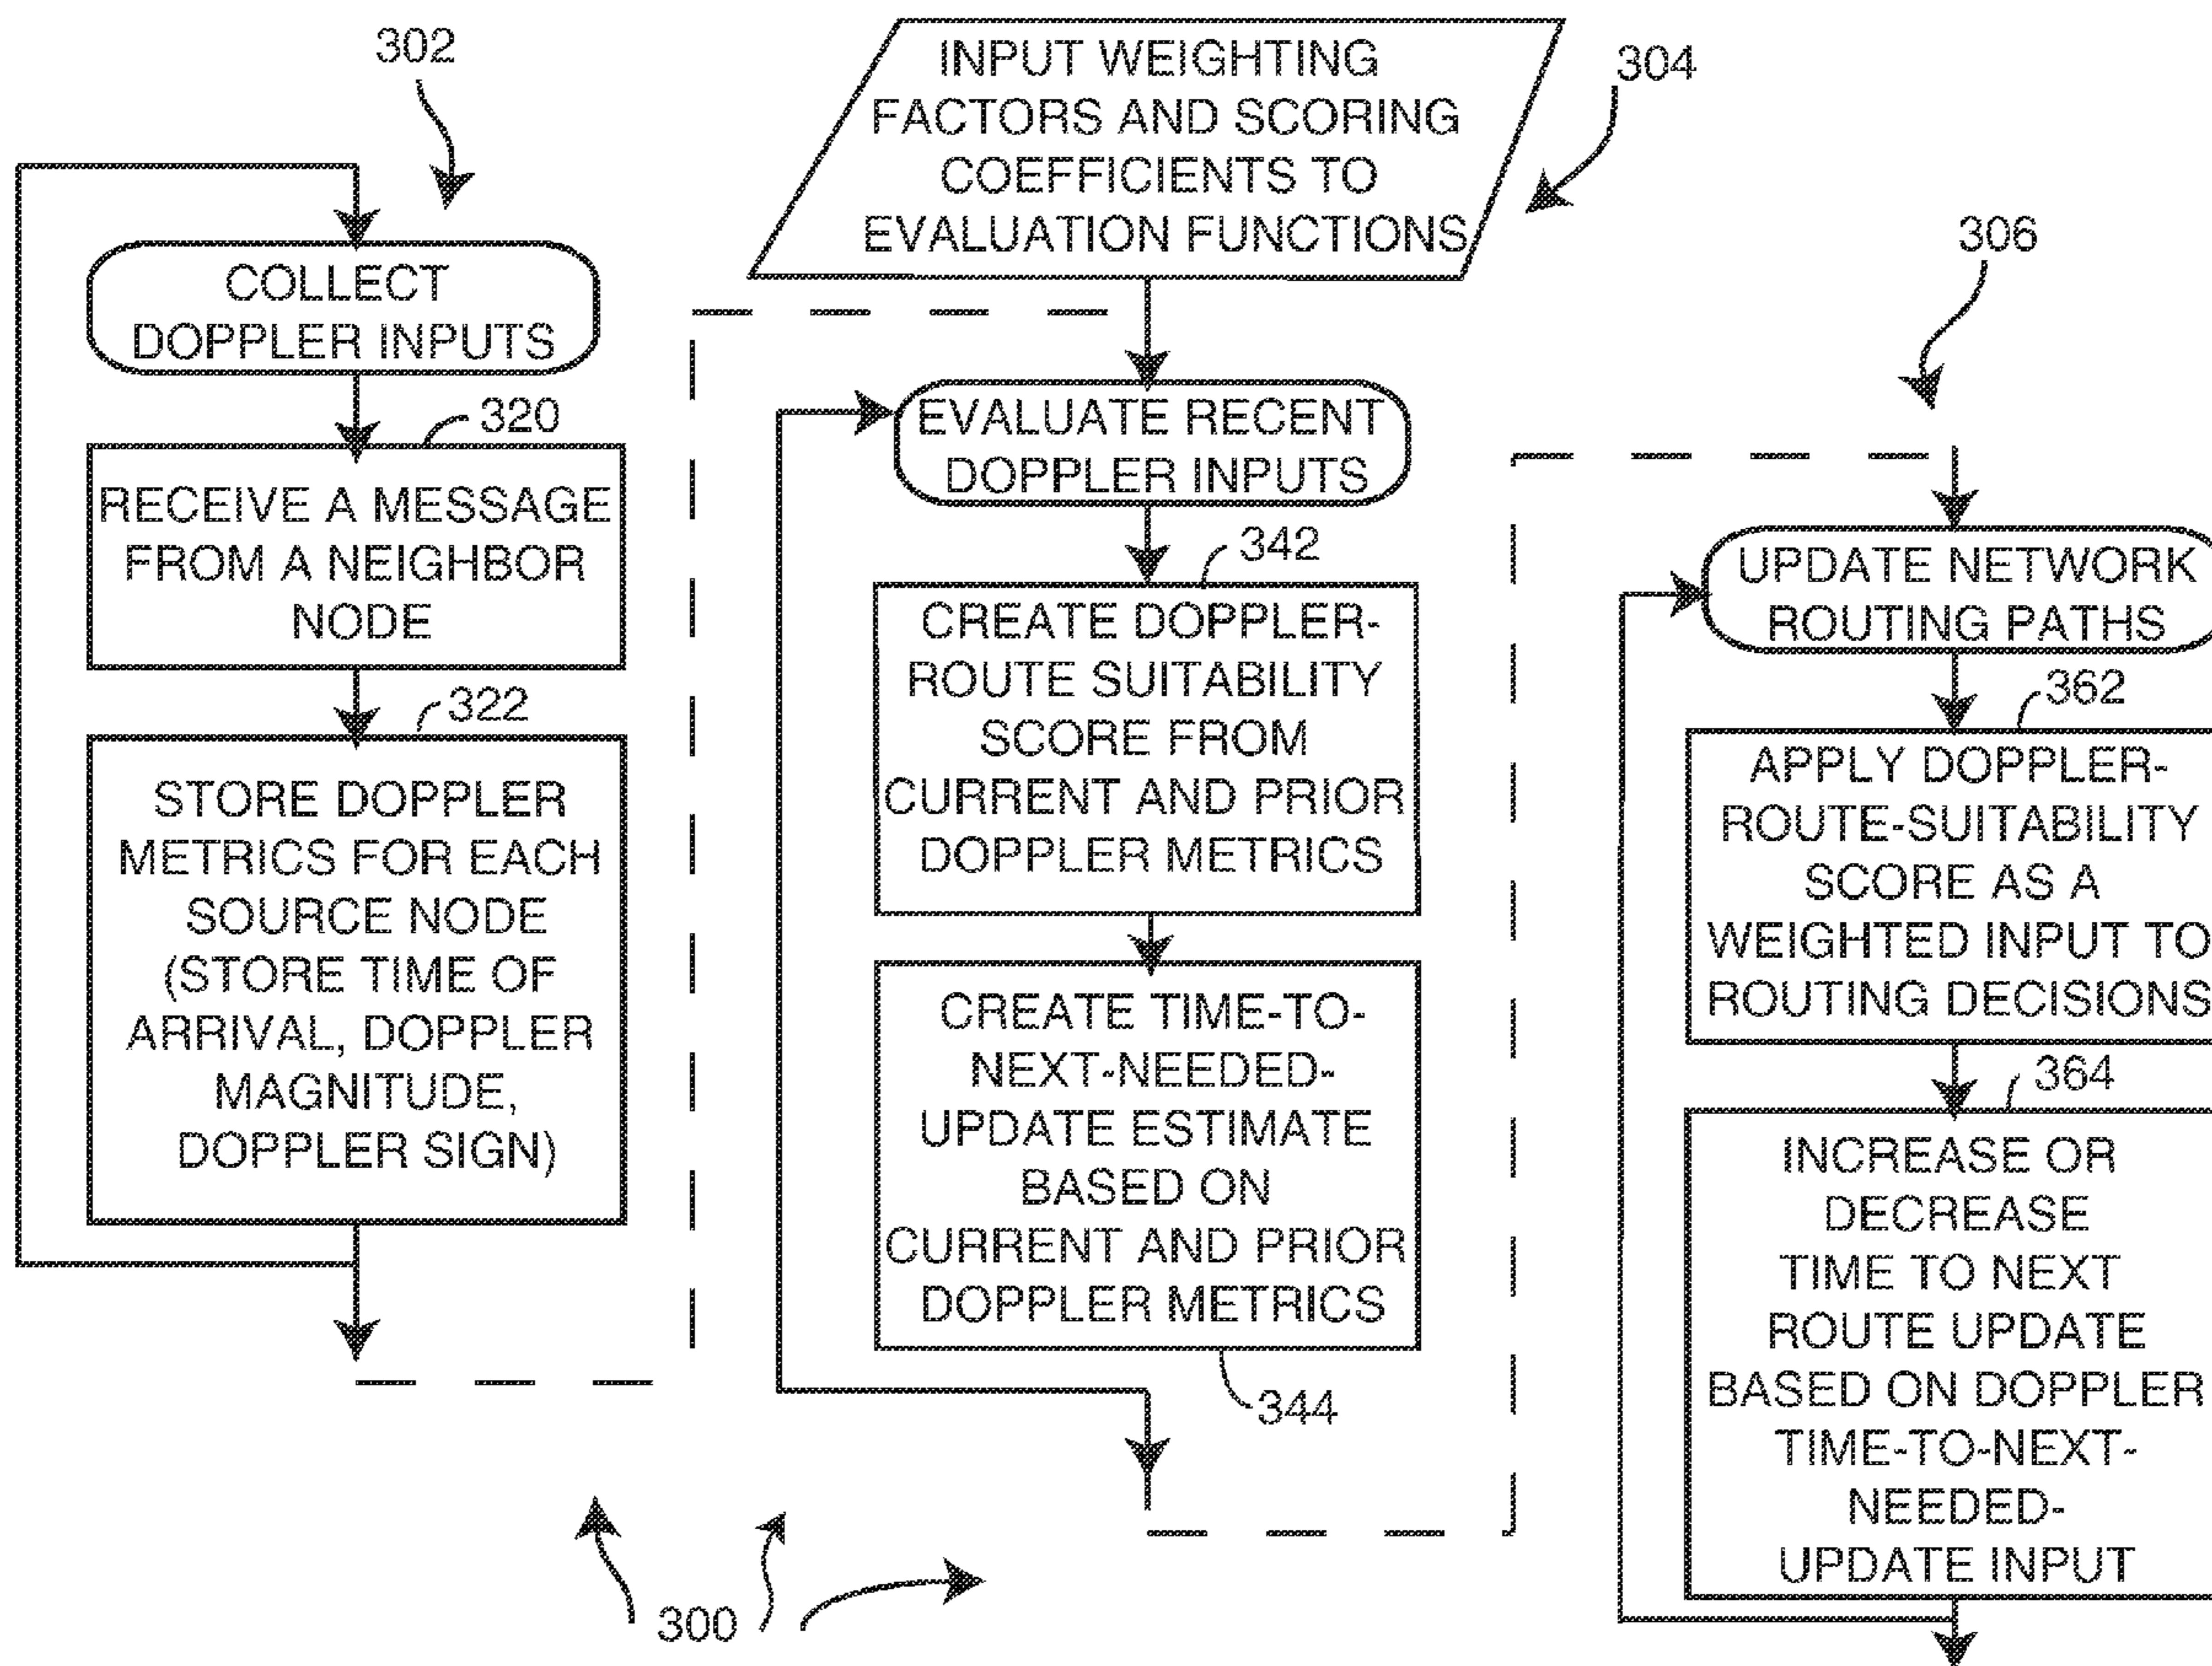 302
COLLECT
DOPPLER INPUTS
320
RECEIVE A MESSAGE
FROM A NEIGHBOR
NODE
322
STORE DOPPLER
METRICS FOR EACH
SOURCE NODE
(STORE TIME OF
ARRIVAL, DOPPLER
MAGNITUDE,
DOPPLER SIGN)
INPUT WEIGHTING
FACTORS AND SCORING
COEFFICIENTS TO
EVALUATION FUNCTIONS
304
EVALUATE RECENT
DOPPLER INPUTS
342
CREATE DOPPLER-
ROUTE SUITABILITY
SCORE FROM
CURRENT AND PRIOR
DOPPLER METRICS
CREATE TIME-TO-
NEXT-NEEDED-
UPDATE ESTIMATE
BASED ON
CURRENT AND PRIOR
DOPPLER METRICS
344
306
UPDATE NETWORK
ROUTING PATHS
362
APPLY DOPPLER-
ROUTE-SUITABILITY
SCORE AS A
WEIGHTED INPUT TO
ROUTING DECISIONS
364
INCREASE OR
DECREASE
TIME TO NEXT
ROUTE UPDATE
BASED ON DOPPLER
TIME-TO-NEXT-
NEEDED-
UPDATE INPUT
300